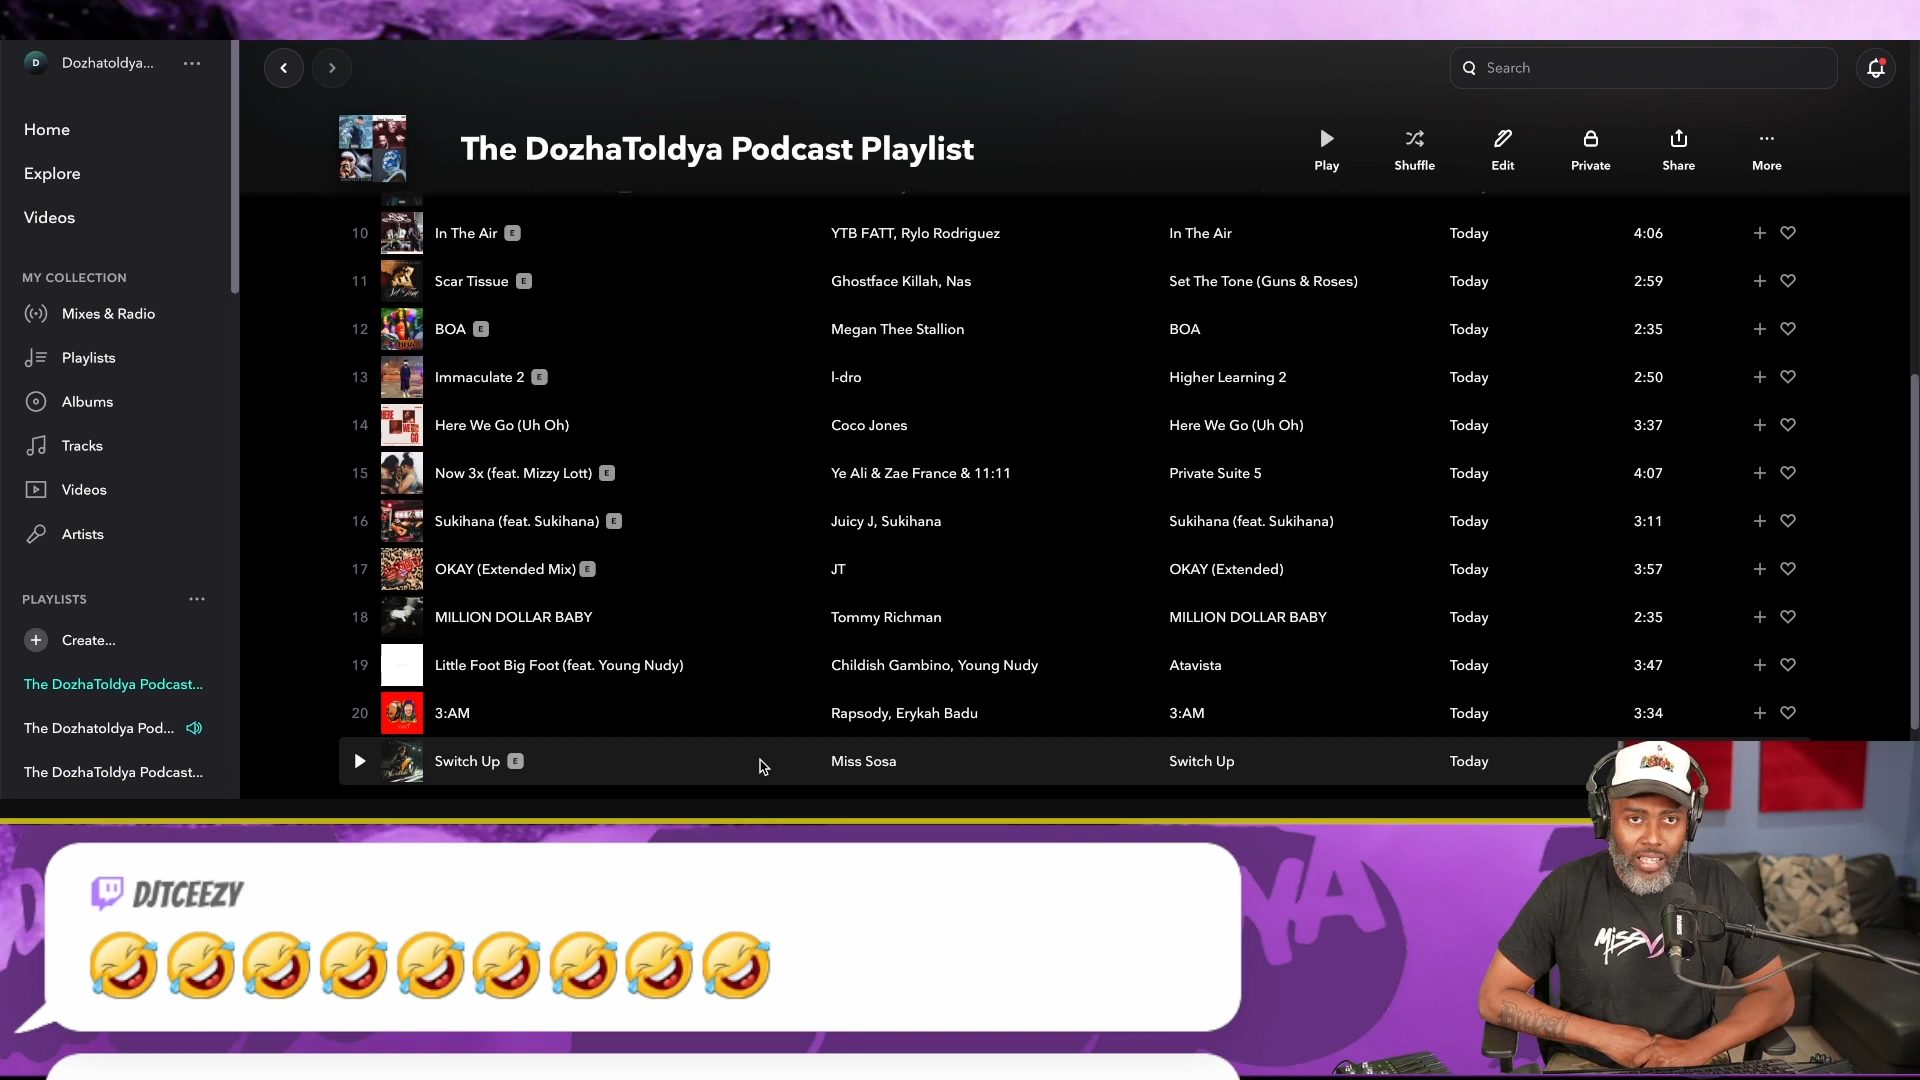 D Dozhatoldya... ...
Search
Home
Explore
Videos
The DozhaToldya Podcast Playlist
Play Shuffle Edit Private Share More
MY COLLECTION
Mixes & Radio
Playlists
Albums
Tracks
Videos
Artists
PLAYLISTS ...
Create...
The DozhaToldya Podcast...
The Dozhatoldya Pod...
The DozhaToldya Podcast...
10 In The Air E YTB FATT, Rylo Rodriguez In The Air Today 4:06
11 Scar Tissue E Ghostface Killah, Nas Set The Tone (Guns & Roses) Today 2:59
12 BOA E Megan Thee Stallion BOA Today 2:35
13 Immaculate 2 E l-dro Higher Learning 2 Today 2:50
14 Here We Go (Uh Oh) Coco Jones Here We Go (Uh Oh) Today 3:37
15 Now 3x (feat. Mizzy Lott) E Ye Ali & Zae France & 11:11 Private Suite 5 Today 4:07
16 Sukihana (feat. Sukihana) E Juicy J, Sukihana Sukihana (feat. Sukihana) Today 3:11
17 OKAY (Extended Mix) E JT OKAY (Extended) Today 3:57
18 MILLION DOLLAR BABY Tommy Richman MILLION DOLLAR BABY Today 2:35
19 Little Foot Big Foot (feat. Young Nudy) Childish Gambino, Young Nudy Atavista Today 3:47
20 3:AM Rapsody, Erykah Badu 3:AM Today 3:34
Switch Up E Miss Sosa Switch Up Today
DJTCEEZY